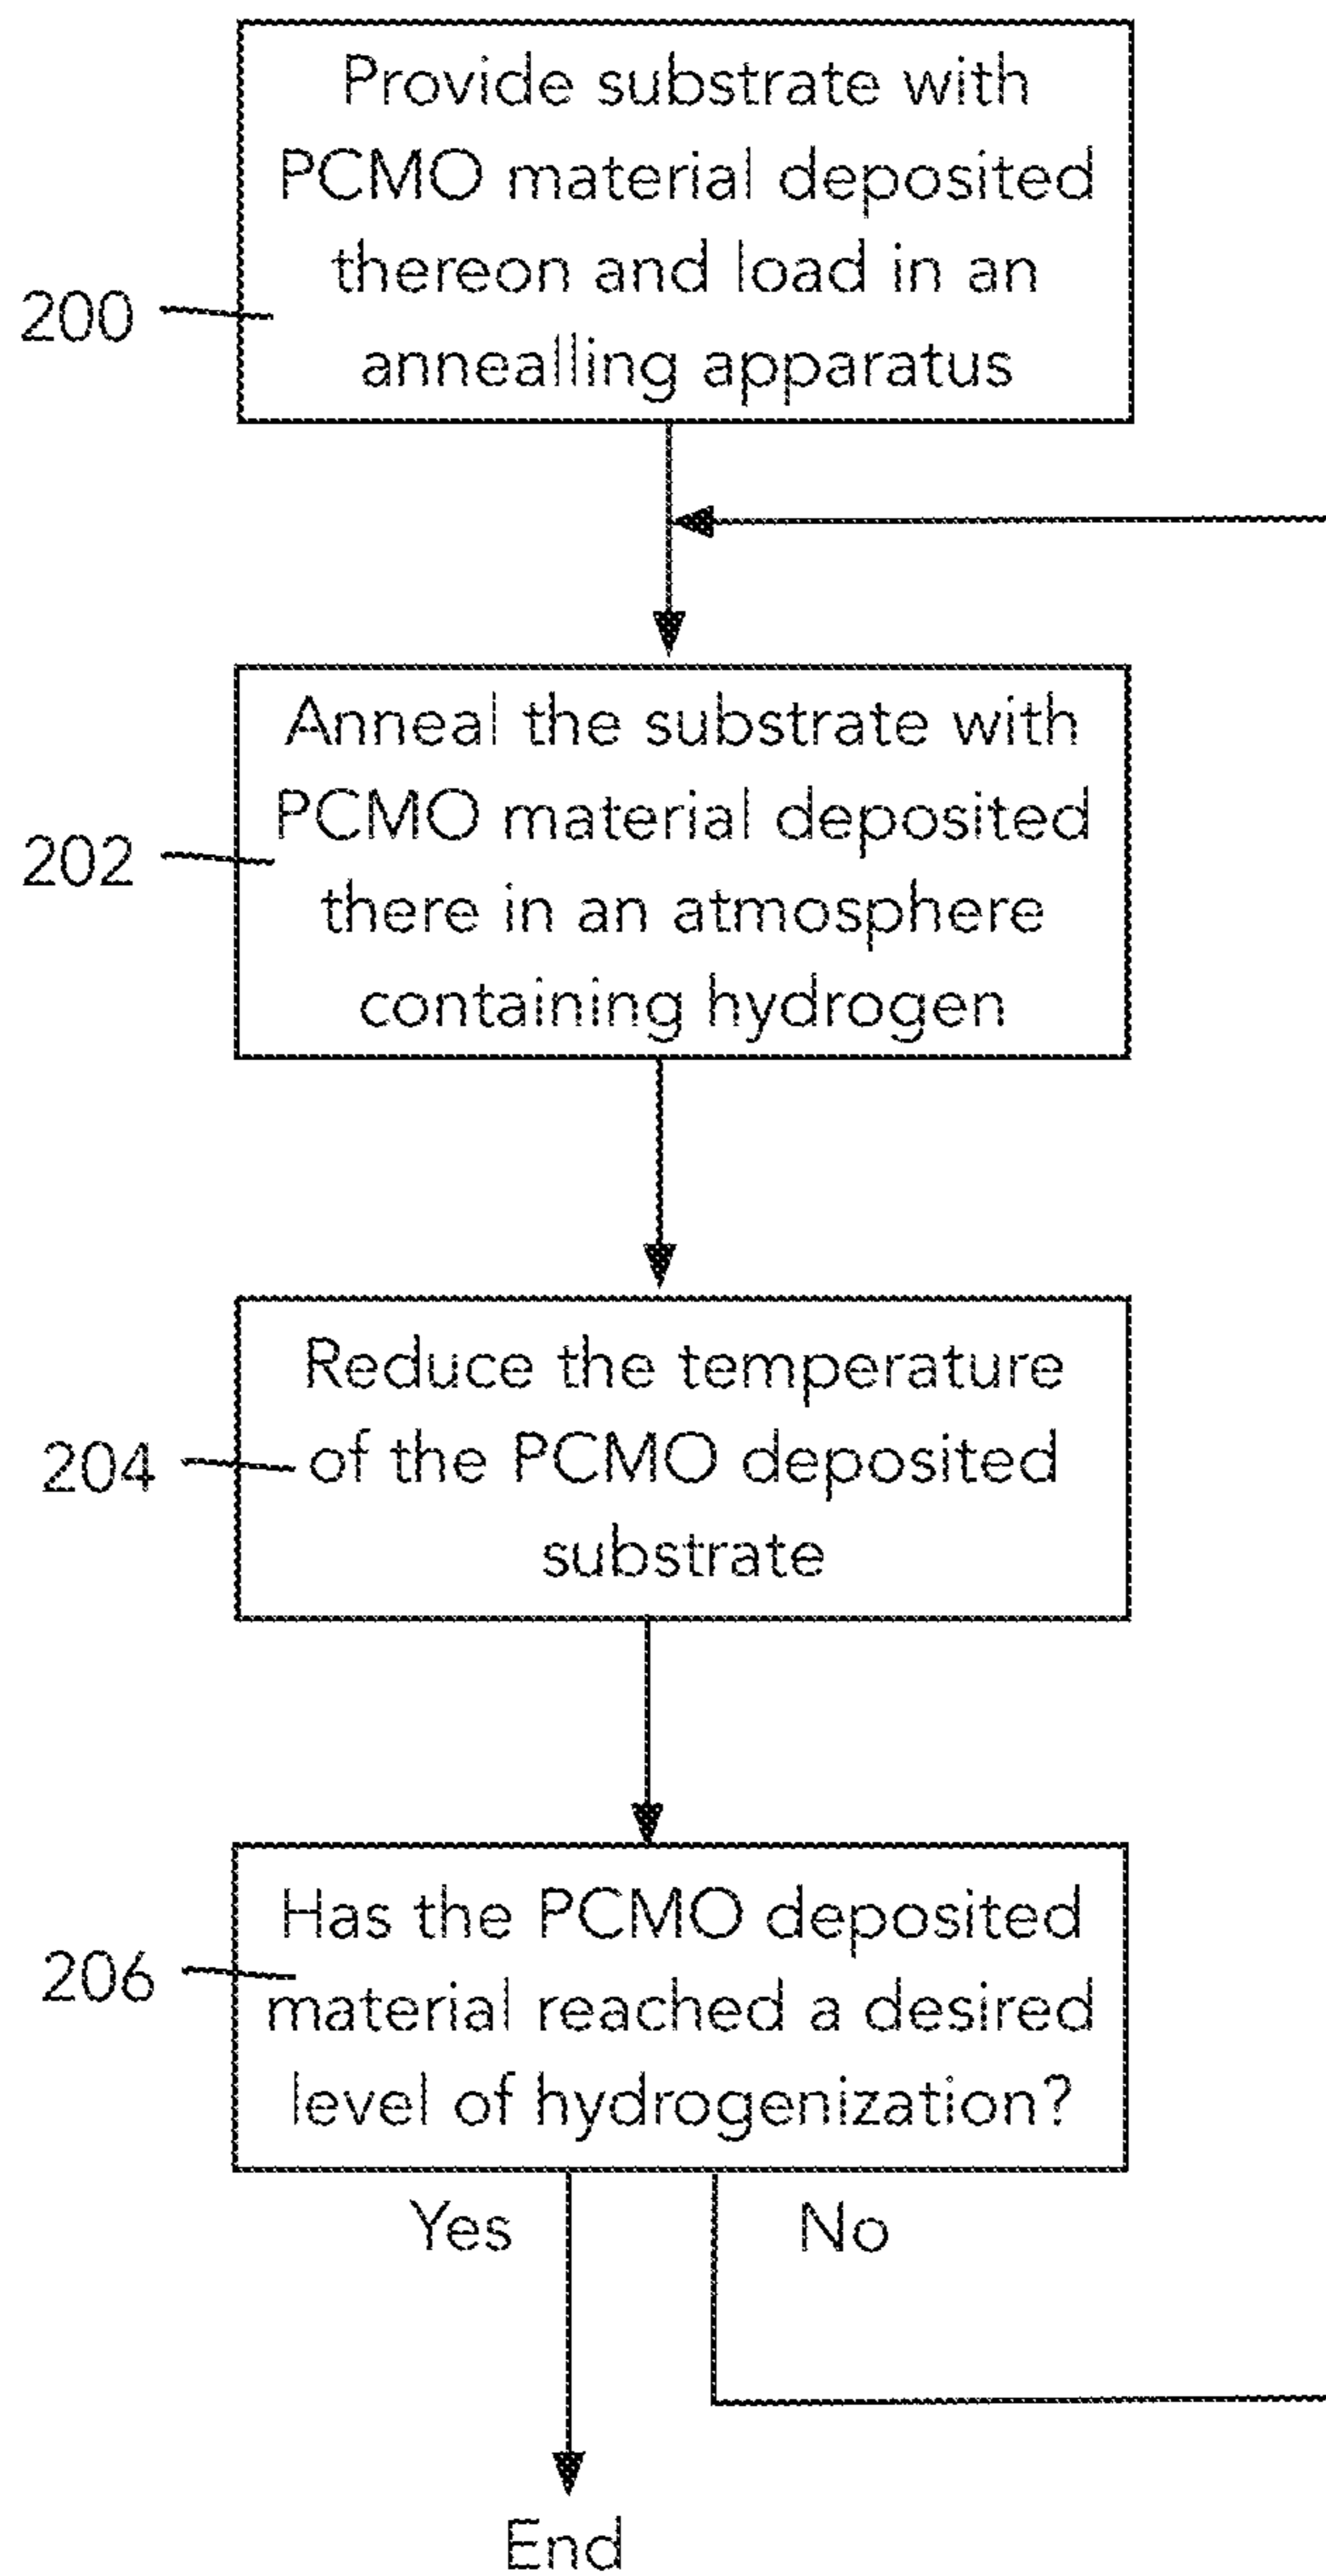 Provide substrate with
PCMO material deposited
thereon and load in an
200
annealling apparatus
Anneal the substrate with
PCMO material deposited
202
there in an atmosphere
containing hydrogen
Reduce the temperature
204
of the PCMO deposited
substrate
Has the PCMO deposited
206
material reached a desired
level of hydrogenization?
Yes
No
End